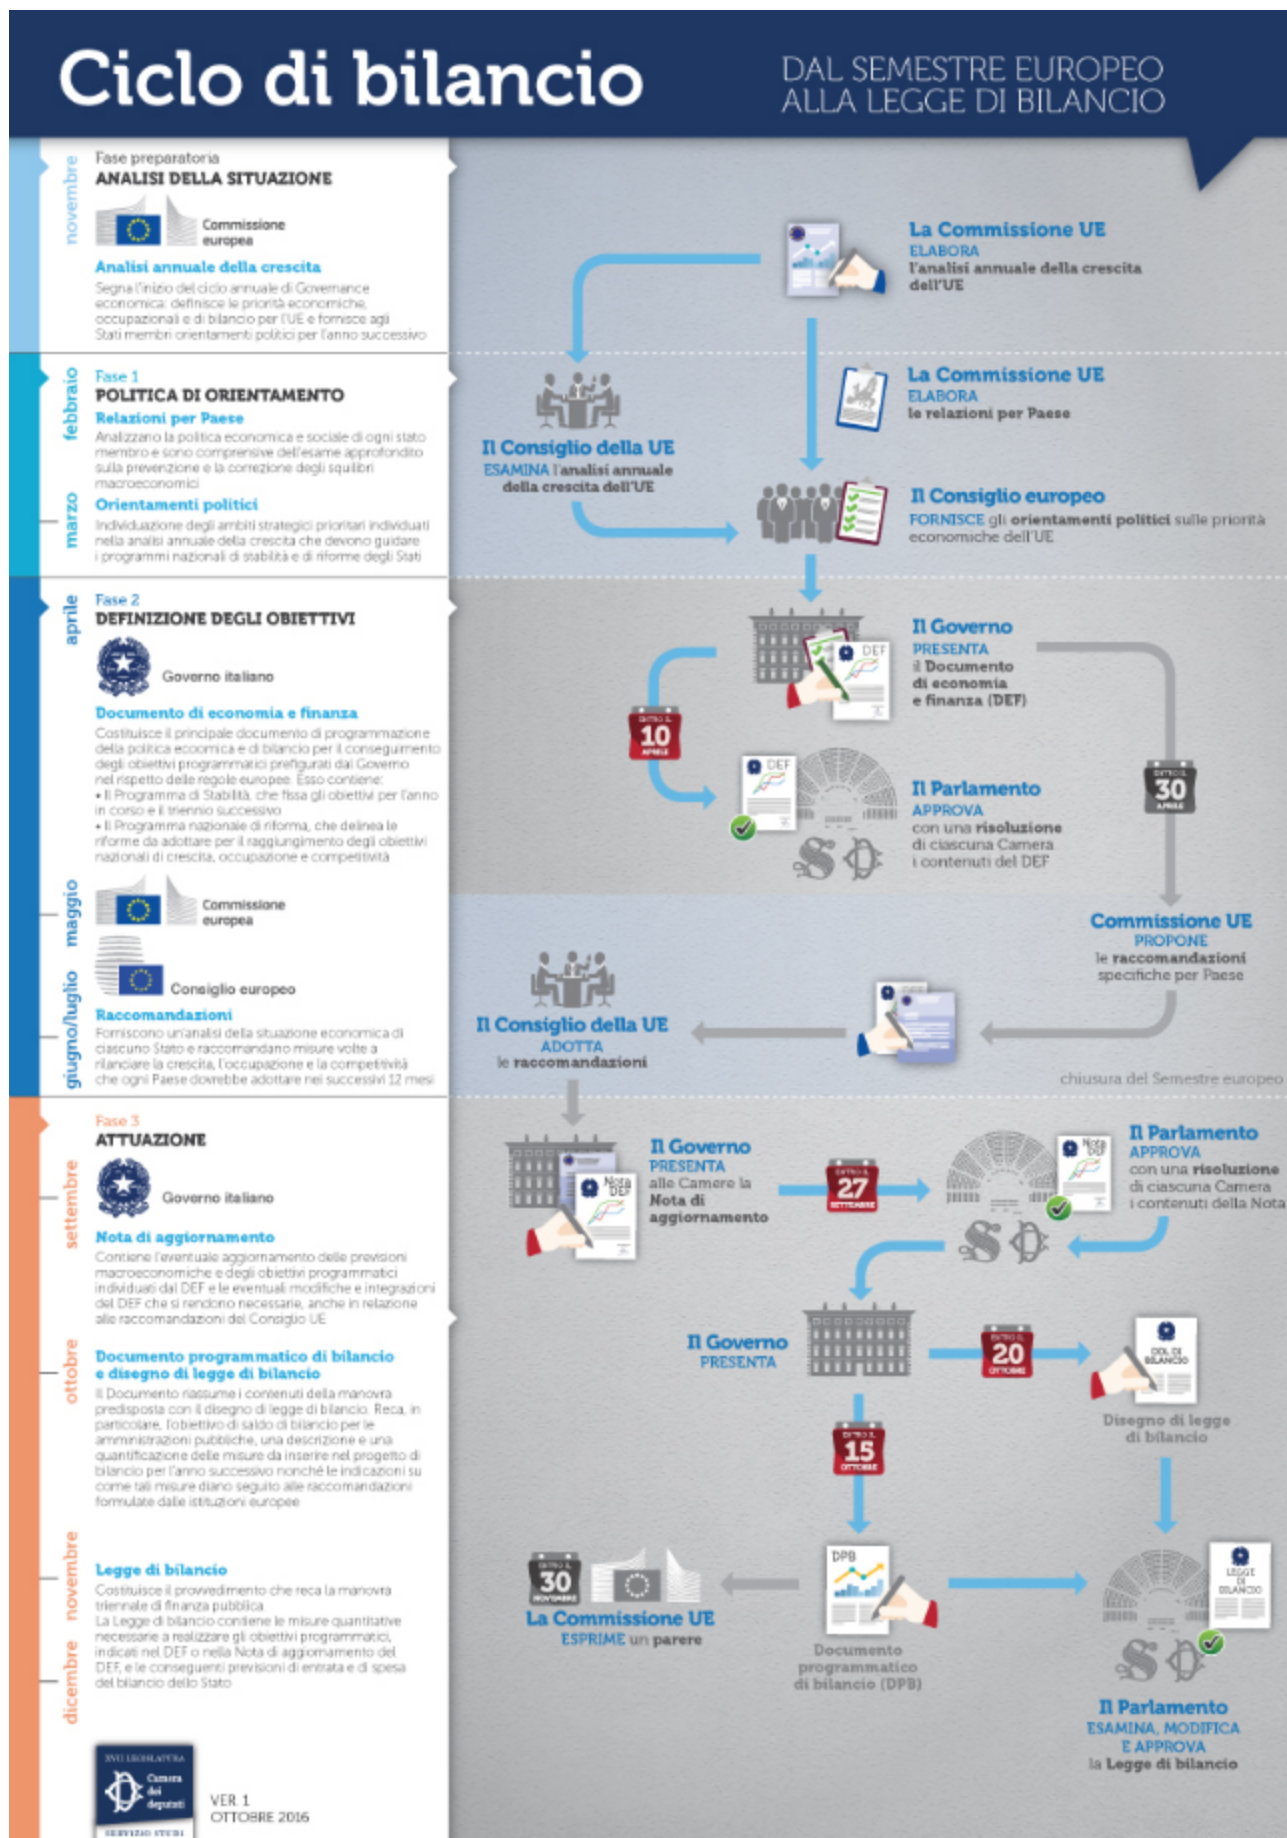 Ciclo di bilancio
DAL SEMESTRE EUROPEO
ALLA LEGGE DI BILANCIO
novembre
Fase preparatoria
ANALISI DELLA SITUAZIONE
Commissione
europea
Analisi annuale della crescita
Segna l'inizio del ciclo annuale di Governance
economica: definisce le priorità economiche,
occupazionali e di bilancio per l'UE e fornisce agli
Stati membri orientamenti politici per l'anno successivo
La Commissione UE
ELABORA
l'analisi annuale della crescita
dell'UE
febbraio
Fase 1
POLITICA DI ORIENTAMENTO
Relazioni per Paese
Analizzano la politica economica e sociale di ogni stato
membro e sono comprensive dell'esame approfondito
sulla prevenzione e la correzione degli squilibri
macroeconomici
marzo
Orientamenti politici
Individuazione degli ambiti strategici prioritari individuati
nella analisi annuale della crescita che devono guidare
i programmi nazionali di stabilità e di riforme degli Stati
La Commissione UE
ELABORA
le relazioni per Paese
Il Consiglio della UE
ESAMINA l'analisi annuale
della crescita dell'UE
Il Consiglio europeo
FORNISCE gli orientamenti politici sulle priorità
economiche dell'UE
aprile
Fase 2
DEFINIZIONE DEGLI OBIETTIVI
Governo italiano
Documento di economia e finanza
Costituisce il principale documento di programmazione
della politica ecoomica e di bilancio per il conseguimento
degli obiettivi programmatici prefigurati dal Governo
nel rispetto delle regole europee. Esso contiene:
• Il Programma di Stabilità, che fissa gli obiettivi per l'anno
in corso e il triennio successivo
• Il Programma nazionale di riforma, che delinea le
riforme da adottare per il raggiungimento degli obiettivi
nazionali di crescita, occupazione e competitività
maggio
Commissione
europea
giugno/luglio
Consiglio europeo
Raccomandazioni
Forniscono un'analisi della situazione economica di
ciascuno Stato e raccomandano misure volte a
rilanciare la crescita, l'occupazione e la competitività
che ogni Paese dovrebbe adottare nei successivi 12 mesi
DEF
Il Governo
PRESENTA
il Documento
di economia
e finanza (DEF)
ENTRO IL
10
APRILE
DEF
Il Parlamento
APPROVA
con una risoluzione
di ciascuna Camera
i contenuti del DEF
ENTRO IL
30
APRILE
Commissione UE
PROPONE
le raccomandazioni
specifiche per Paese
Il Consiglio della UE
ADOTTA
le raccomandazioni
chiusura del Semestre europeo
Fase 3
ATTUAZIONE
settembre
Governo italiano
Nota di aggiornamento
Contiene l'eventuale aggiornamento delle previsioni
macroeconomiche e degli obiettivi programmatici
individuati dal DEF e le eventuali modifiche e integrazioni
del DEF che si rendono necessarie, anche in relazione
alle raccomandazioni del Consiglio UE
ottobre
Documento programmatico di bilancio
e disegno di legge di bilancio
Il Documento riassume i contenuti della manovra
predisposta con il disegno di legge di bilancio. Reca, in
particolare, l'obiettivo di saldo di bilancio per le
amministrazioni pubbliche, una descrizione e una
quantificazione delle misure da inserire nel progetto di
bilancio per l'anno successivo nonché le indicazioni su
come tali misure diano seguito alle raccomandazioni
formulate dalle istituzioni europee
novembre
Legge di bilancio
Costituisce il provvedimento che reca la manovra
triennale di finanza pubblica
La Legge di bilancio contiene le misure quantitative
necessarie a realizzare gli obiettivi programmatici,
indicati nel DEF o nella Nota di aggiornamento del
DEF, e le conseguenti previsioni di entrata e di spesa
del bilancio dello Stato
dicembre
Nota
DEF
Il Governo
PRESENTA
alle Camere la
Nota di
aggiornamento
ENTRO IL
27
SETTEMBRE
Nota
DEF
Il Parlamento
APPROVA
con una risoluzione
di ciascuna Camera
i contenuti della Nota
Il Governo
PRESENTA
ENTRO IL
20
OTTOBRE
DDL DI
BILANCIO
Disegno di legge
di bilancio
ENTRO IL
15
OTTOBRE
ENTRO IL
30
NOVEMBRE
La Commissione UE
ESPRIME un parere
DPB
Documento
programmatico
di bilancio (DPB)
LEGGE
DI
BILANCIO
Il Parlamento
ESAMINA, MODIFICA
E APPROVA
la Legge di bilancio
XVII LEGISLATURA
Camera
dei
deputati
SERVIZIO STUDI
VER. 1
OTTOBRE 2016